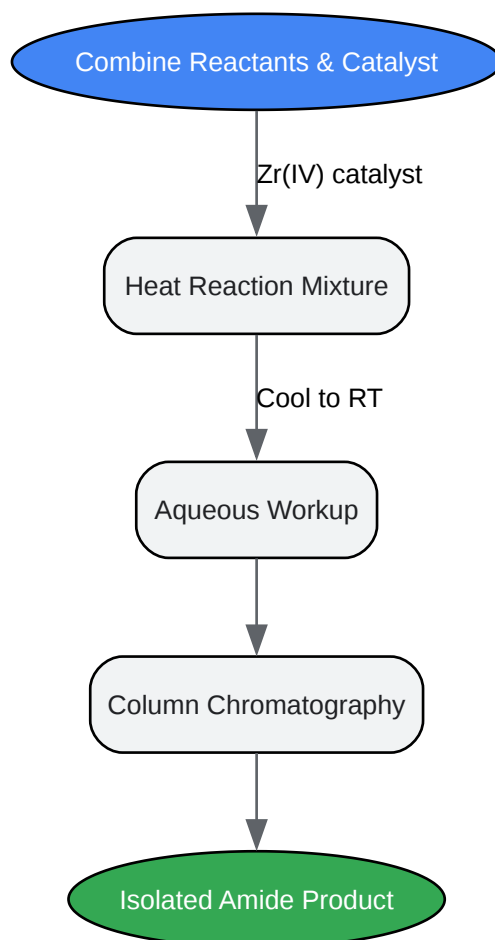 Combine Reactants & Catalyst
Zr(IV) catalyst
Heat Reaction Mixture
Cool to RT
Aqueous Workup
Column Chromatography
Isolated Amide Product